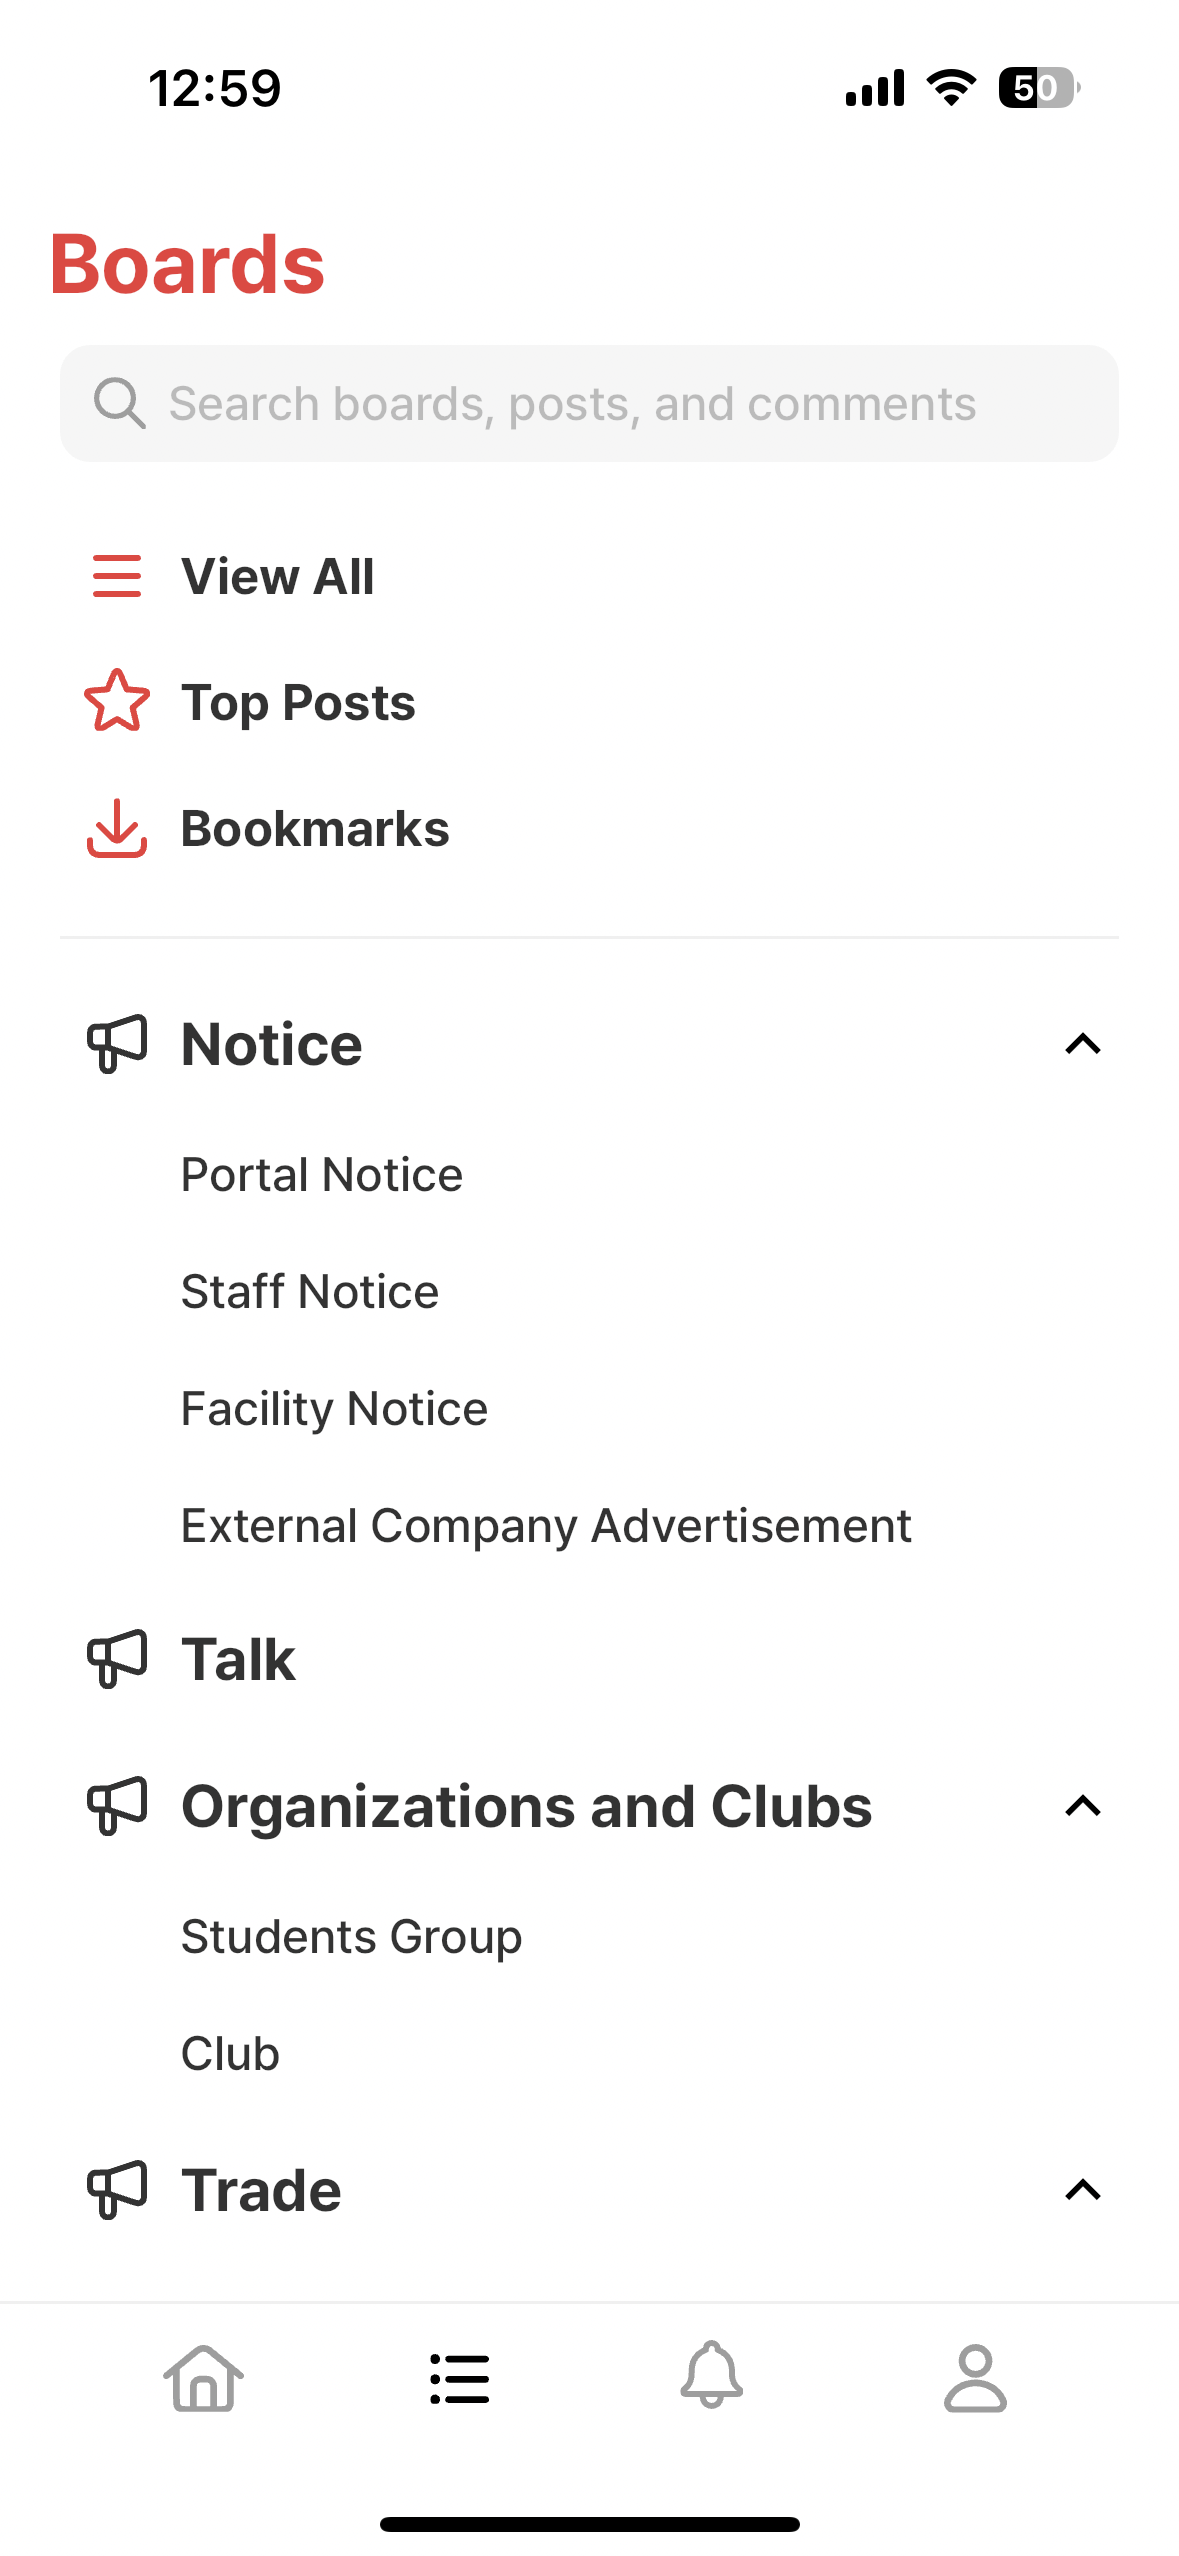 12:59
50
Boards
Search boards, posts, and comments
View All
Top Posts
Bookmarks
Notice
Portal Notice
Staff Notice
Facility Notice
External Company Advertisement
Talk
Organizations and Clubs
Students Group
Club
Trade